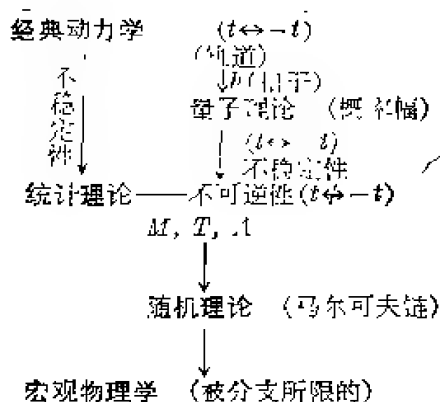 经典动力学 (t↔-t)
(轨道)
不稳定性
量子理论 (概率幅)
(t↔-t)
不稳定性
统计理论——不可逆性(t↮-t)
M, T, Λ
随机理论 (马尔可夫链)
宏观物理学 (被分支所限的)